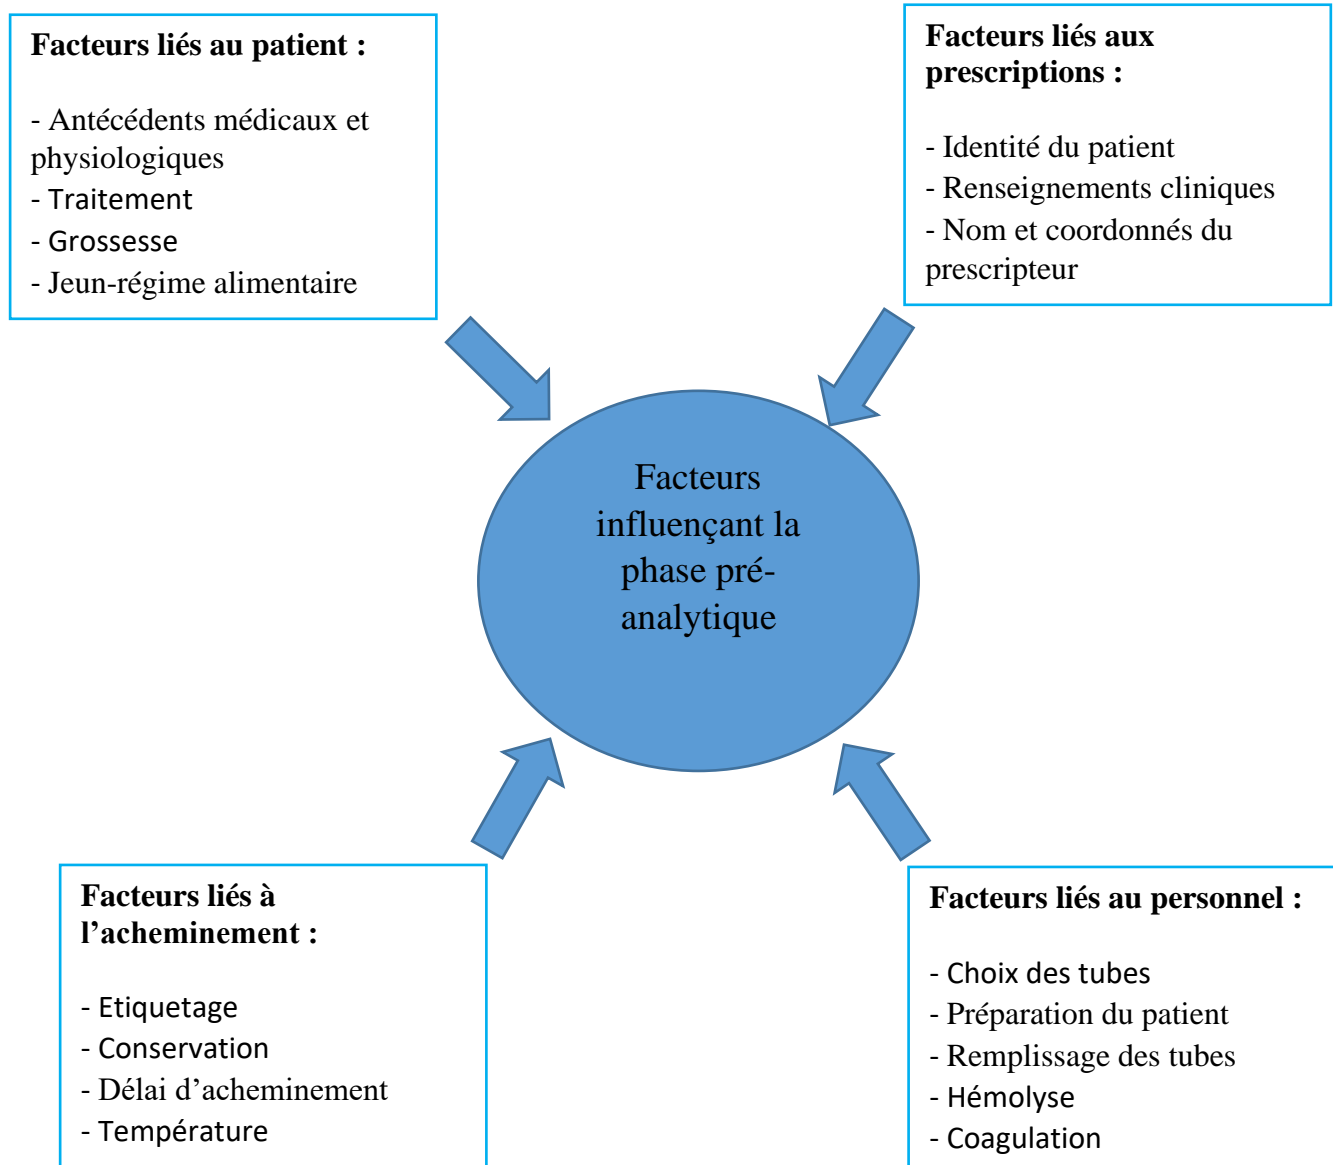 Facteurs liés au patient :
- Antécédents médicaux et
physiologiques
- Traitement
- Grossesse
- Jeun-régime alimentaire
Facteurs liés aux
prescriptions :
- Identité du patient
- Renseignements cliniques
- Nom et coordonnés du
prescripteur
Facteurs
influençant la
phase pré-
analytique
Facteurs liés à
l’acheminement :
- Etiquetage
- Conservation
- Délai d’acheminement
- Température
Facteurs liés au personnel :
- Choix des tubes
- Préparation du patient
- Remplissage des tubes
- Hémolyse
- Coagulation